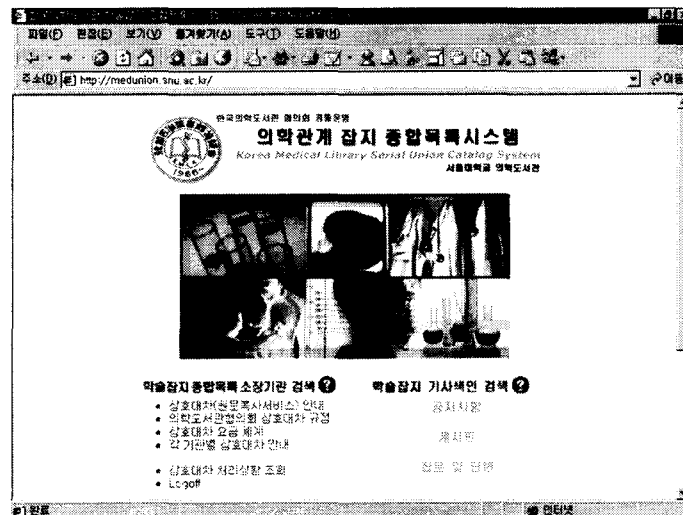 파일(F) 편집(E) 보기(V) 즐겨찾기(A) 도구(T) 도움말(H)
주소(D) http://medunion.snu.ac.kr/ 이동
한국의학도서관 협의회 공동운영
의학관계 잡지 종합목록시스템
Korea Medical Library Serial Union Catalog System
서울대학교 의학도서관
1968
학술잡지종합목록 소장기관 검색 ?
상호대차(원문복사서비스) 안내
의학도서관협의회 상호대차 규정
상호대차 요금 체계
각 기관별 상호대차 안내
상호대차 처리상황 조회
Logoff
학술잡지 기사색인 검색 ?
공지사항
게시판
질문 및 답변
완료 인터넷